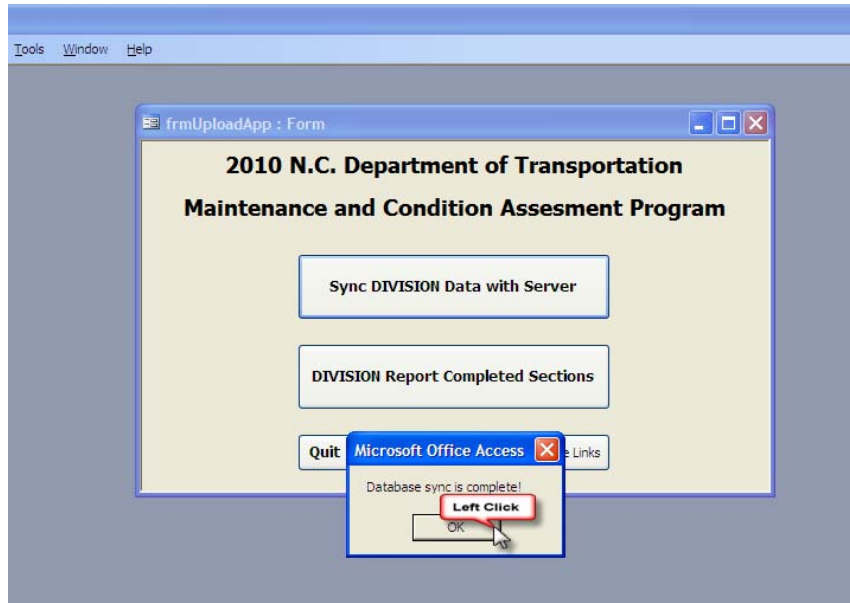 Tools Window Help
frmUploadApp : Form
2010 N.C. Department of Transportation
Maintenance and Condition Assesment Program
Sync DIVISION Data with Server
DIVISION Report Completed Sections
Quit
Links
Microsoft Office Access
Database sync is complete!
Left Click
OK